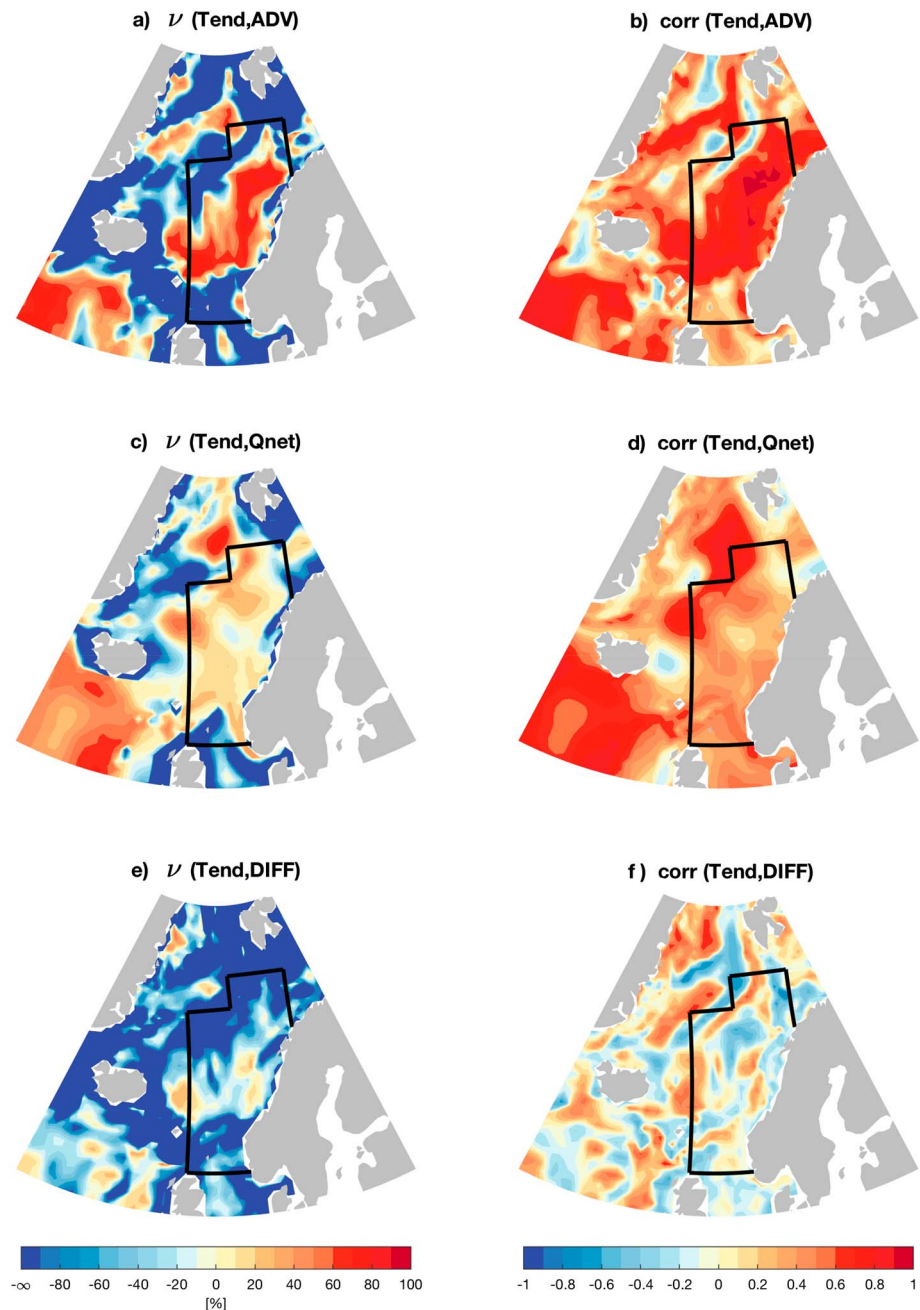 a) ν (Tend,ADV)
b) corr (Tend,ADV)
c) ν (Tend,Qnet)
d) corr (Tend,Qnet)
e) ν (Tend,DIFF)
f ) corr (Tend,DIFF)
-∞ -80 -60 -40 -20 0 20 40 60 80 100
[%]
-1 -0.8 -0.6 -0.4 -0.2 0 0.2 0.4 0.6 0.8 1